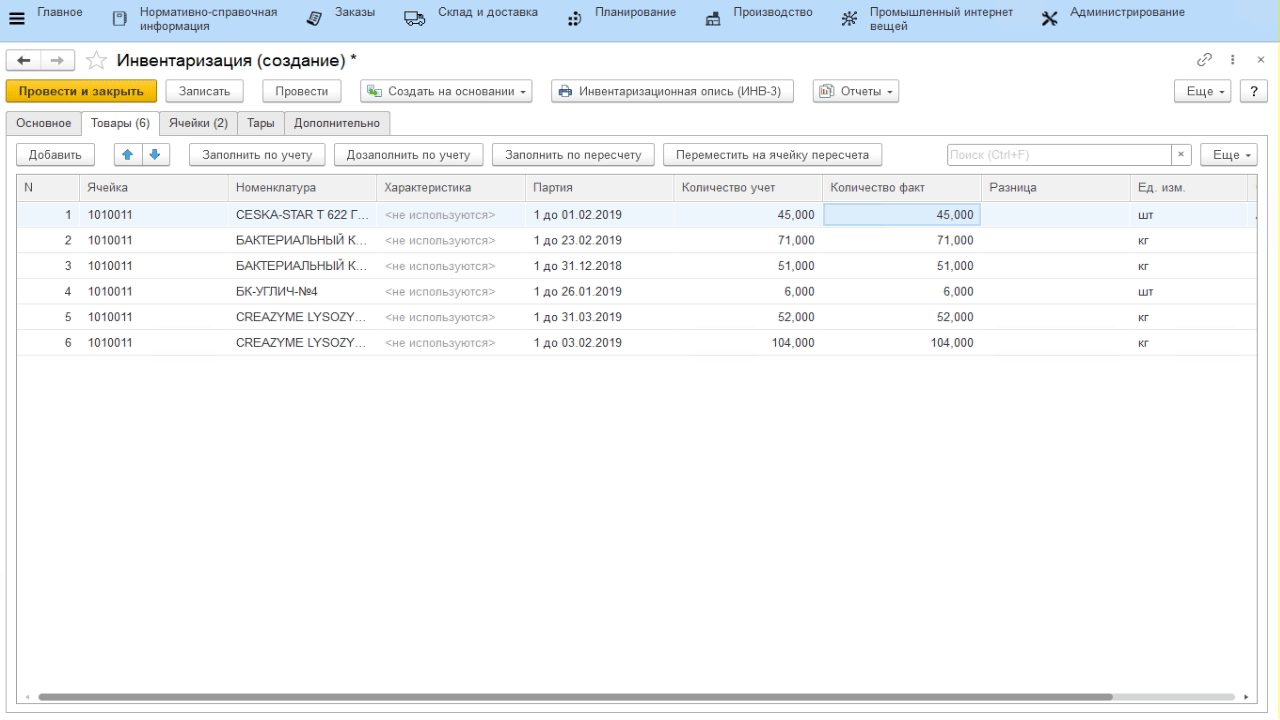 Главное
Нормативно-справочная
информация
Заказы
Склад и доставка
Планирование
Производство
Промышленный интернет
вещей
Администрирование
Инвентаризация (создание) *
Провести и закрыть
Записать
Провести
Создать на основании
Инвентаризационная опись (ИНВ-3)
Отчеты
Еще
?
Основное
Товары (6)
Ячейки (2)
Тары
Дополнительно
Добавить
Заполнить по учету
Дозаполнить по учету
Заполнить по пересчету
Переместить на ячейку пересчета
Поиск (Ctrl+F)
×
Еще
N Ячейка Номенклатура Характеристика Партия Количество учет Количество факт Разница Ед. изм.
1 1010011 CESKA-STAR T 622 Г... <не используются> 1 до 01.02.2019 45,000 45,000 шт
2 1010011 БАКТЕРИАЛЬНЫЙ К... <не используются> 1 до 23.02.2019 71,000 71,000 кг
3 1010011 БАКТЕРИАЛЬНЫЙ К... <не используются> 1 до 31.12.2018 51,000 51,000 кг
4 1010011 БК-УГЛИЧ-№4 <не используются> 1 до 26.01.2019 6,000 6,000 шт
5 1010011 CREAZYME LYSOZY... <не используются> 1 до 31.03.2019 52,000 52,000 кг
6 1010011 CREAZYME LYSOZY... <не используются> 1 до 03.02.2019 104,000 104,000 кг